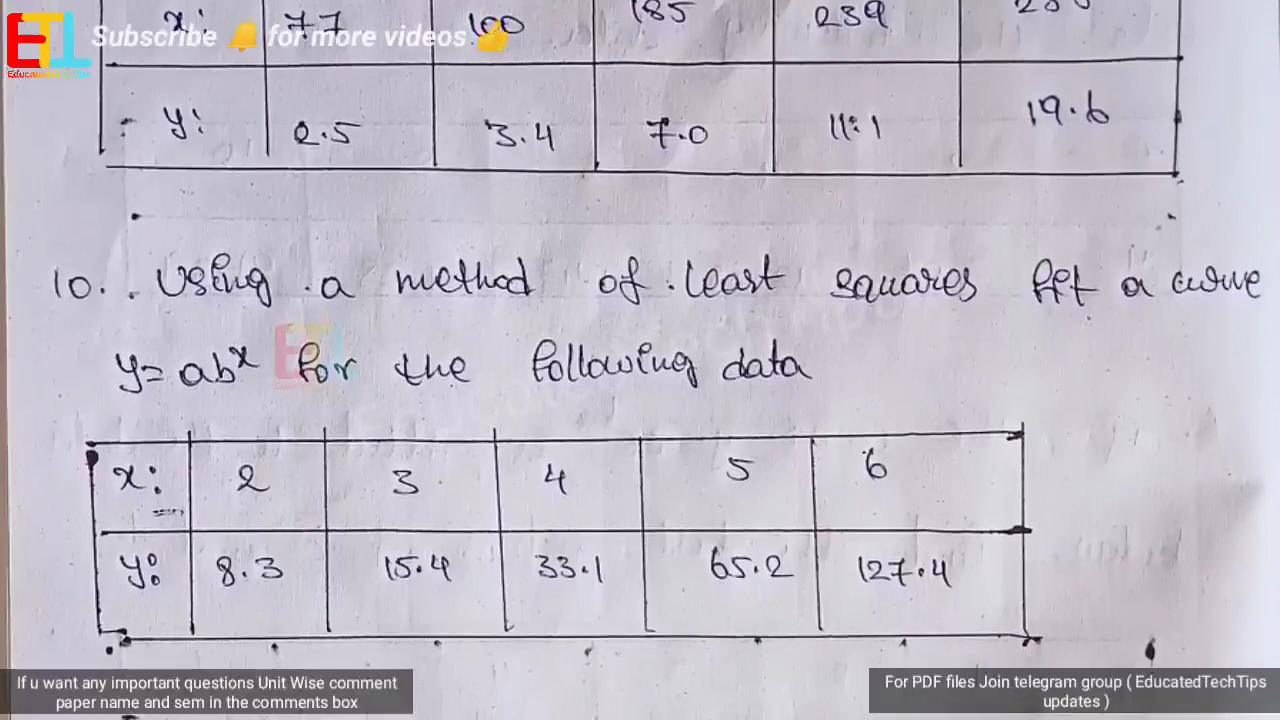 x: 77 100 185 239
ETL Subscribe 🔔 for more videos 👍
Education
y: 2.5 3.4 7.0 11.1 19.6
10. Using a method of least squares fit a curve
y = ab^x for the following data
x: 2 3 4 5 6
y: 8.3 15.4 33.1 65.2 127.4
If u want any important questions Unit Wise comment
paper name and sem in the comments box
For PDF files Join telegram group ( EducatedTechTips
updates )